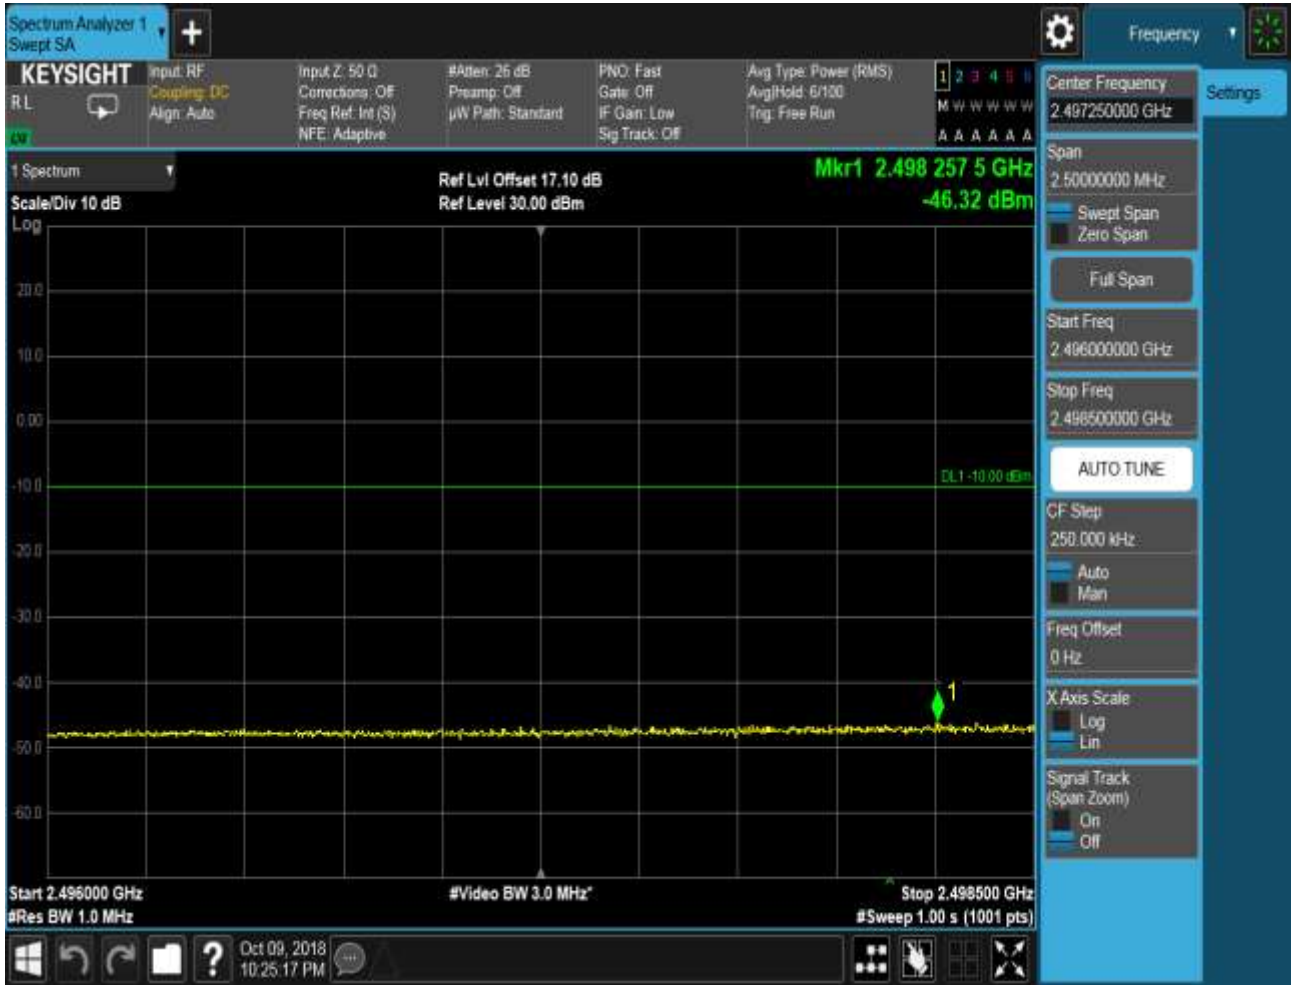 Spectrum Analyzer 1
Swept SA
+
Frequency
KEYSIGHT
R L
Input: RF
Coupling: DC
Align: Auto
Input Z: 50 Ω
Corrections: Off
Freq Ref: Int (S)
NFE: Adaptive
#Atten: 26 dB
Preamp: Off
µW Path: Standard
PNO: Fast
Gate: Off
IF Gain: Low
Sig Track: Off
Avg Type: Power (RMS)
Avg|Hold: 6/100
Trig: Free Run
1 2 3 4 5 6
M W W W W W
A A A A A A
1 Spectrum
Scale/Div 10 dB
Log
Ref Lvl Offset 17.10 dB
Ref Level 30.00 dBm
Mkr1 2.498 257 5 GHz
-46.32 dBm
20.0
10.0
0.00
-10.0
-20.0
-30.0
-40.0
-50.0
-60.0
DL1 -10.00 dBm
1
Start 2.496000 GHz
#Res BW 1.0 MHz
#Video BW 3.0 MHz*
Stop 2.498500 GHz
#Sweep 1.00 s (1001 pts)
?
Oct 09, 2018
10:25:17 PM
Center Frequency
2.497250000 GHz
Settings
Span
2.50000000 MHz
Swept Span
Zero Span
Full Span
Start Freq
2.496000000 GHz
Stop Freq
2.498500000 GHz
AUTO TUNE
CF Step
250.000 kHz
Auto
Man
Freq Offset
0 Hz
X Axis Scale
Log
Lin
Signal Track
(Span Zoom)
On
Off